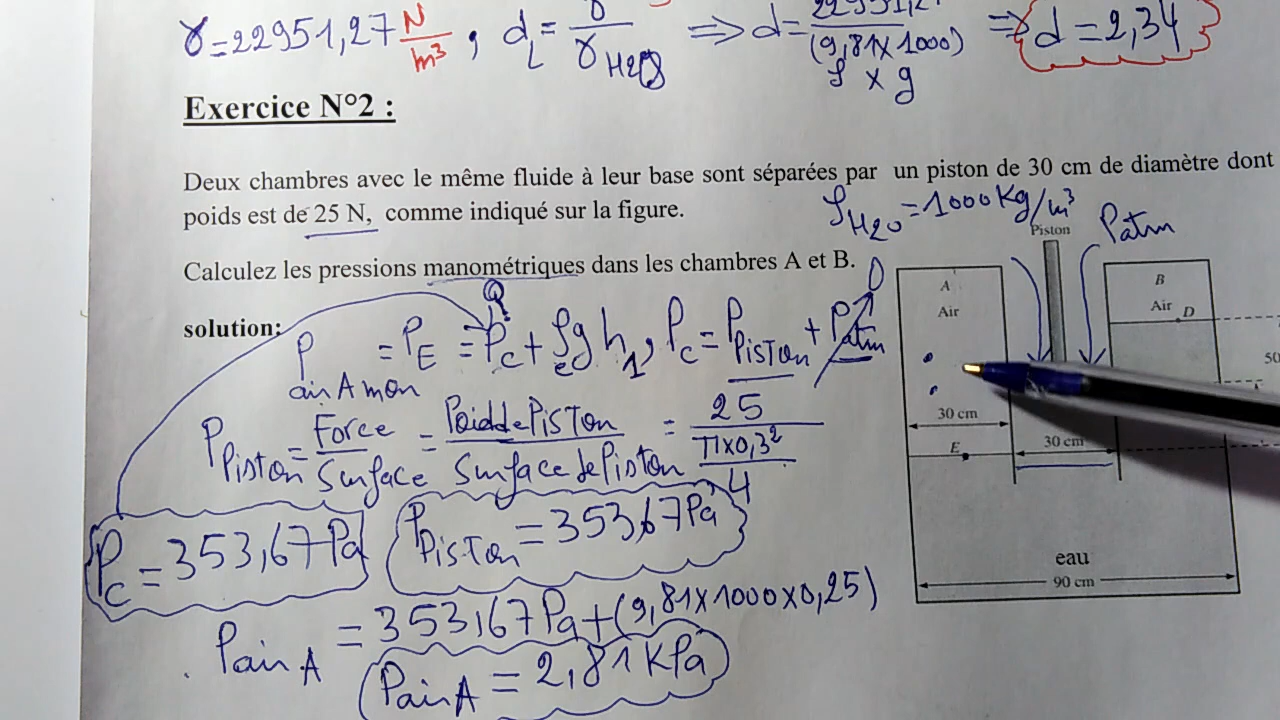 γ = 22951,27 N/m³ , d_L = γ/γ_H2O ⟹ d = 22951,27/(9,81×1000) ⟹ d = 2,34
ρ × g
Exercice N°2 :
Deux chambres avec le même fluide à leur base sont séparées par un piston de 30 cm de diamètre dont
poids est de 25 N, comme indiqué sur la figure.
ρ_H2O = 1000 Kg/m³
Piston
Patm
Calculez les pressions manométriques dans les chambres A et B.
solution:
P air A mon = P_E = P_C + ρ_e g h_1 , P_C = P_PISTON + Patm
0
P_Piston = Force/Surface = Poid de Piston/Surface de Piston = 25/(π×0,3²/4)
P_C = 353,67 Pa
P_Piston = 353,67 Pa
P air A = 353,67 Pa + (9,81×1000×0,25)
P air A = 2,81 KPa
A
Air
B
Air
D
50
30 cm
30 cm
E
eau
90 cm